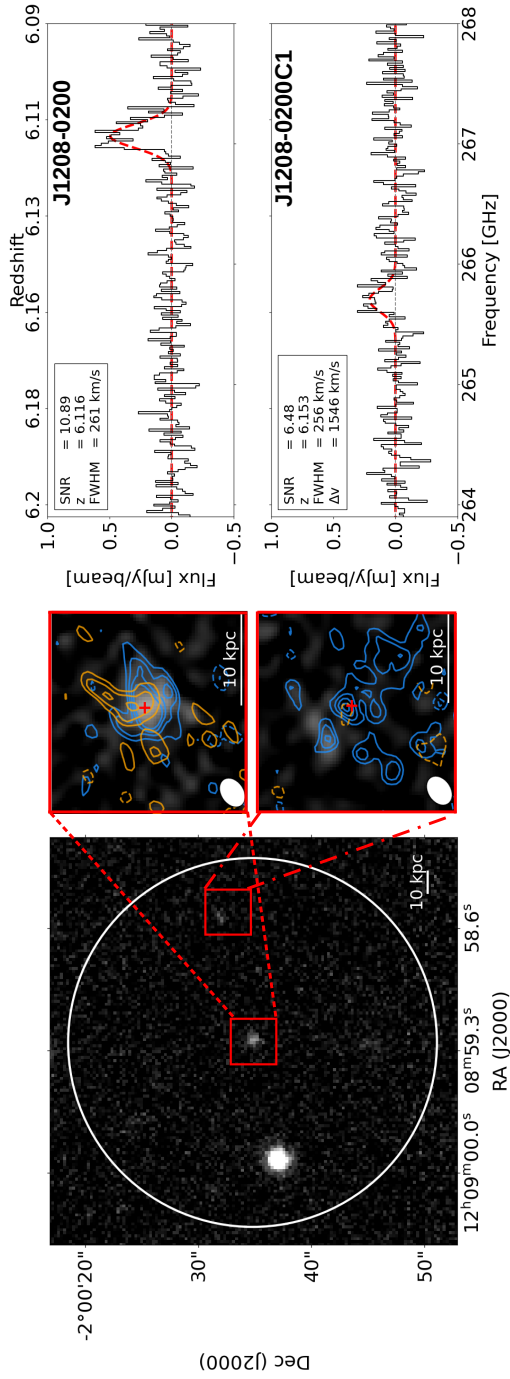 Dec (J2000)
-2°00'20"
30"
40"
50"
12ʰ09ᵐ00.0ˢ
08ᵐ59.3ˢ
58.6ˢ
RA (J2000)
10 kpc
10 kpc
10 kpc
Redshift
6.2
6.18
6.16
6.13
6.11
6.09
J1208-0200
SNR = 10.89
z = 6.116
FWHM = 261 km/s
Flux [mJy/beam]
1.0
0.5
0.0
−0.5
J1208-0200C1
SNR = 6.48
z = 6.153
FWHM = 256 km/s
Δv = 1546 km/s
Flux [mJy/beam]
1.0
0.5
0.0
−0.5
264
265
266
267
268
Frequency [GHz]